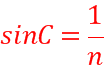 sinC = 1/n